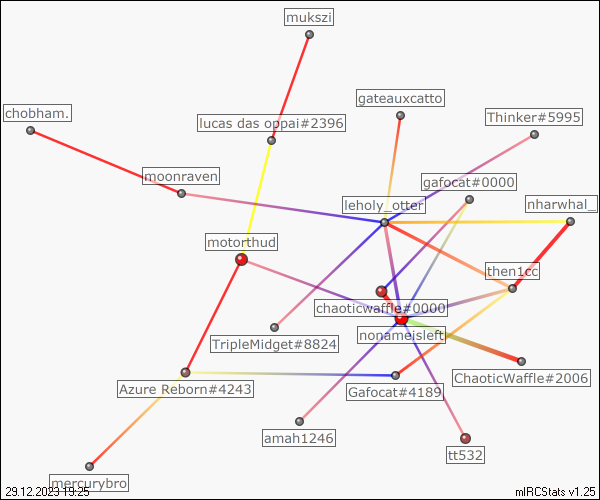 mukszi
gateauxcatto
chobham.
lucas das oppai#2396
Thinker#5995
moonraven
gafocat#0000
leholy_otter
nharwhal_
motorthud
then1cc
chaoticwaffle#0000
nonameisleft
TripleMidget#8824
ChaoticWaffle#2006
Azure Reborn#4243
Gafocat#4189
amah1246
tt532
mercurybro
29.12.2023 19:25
mIRCStats v1.25